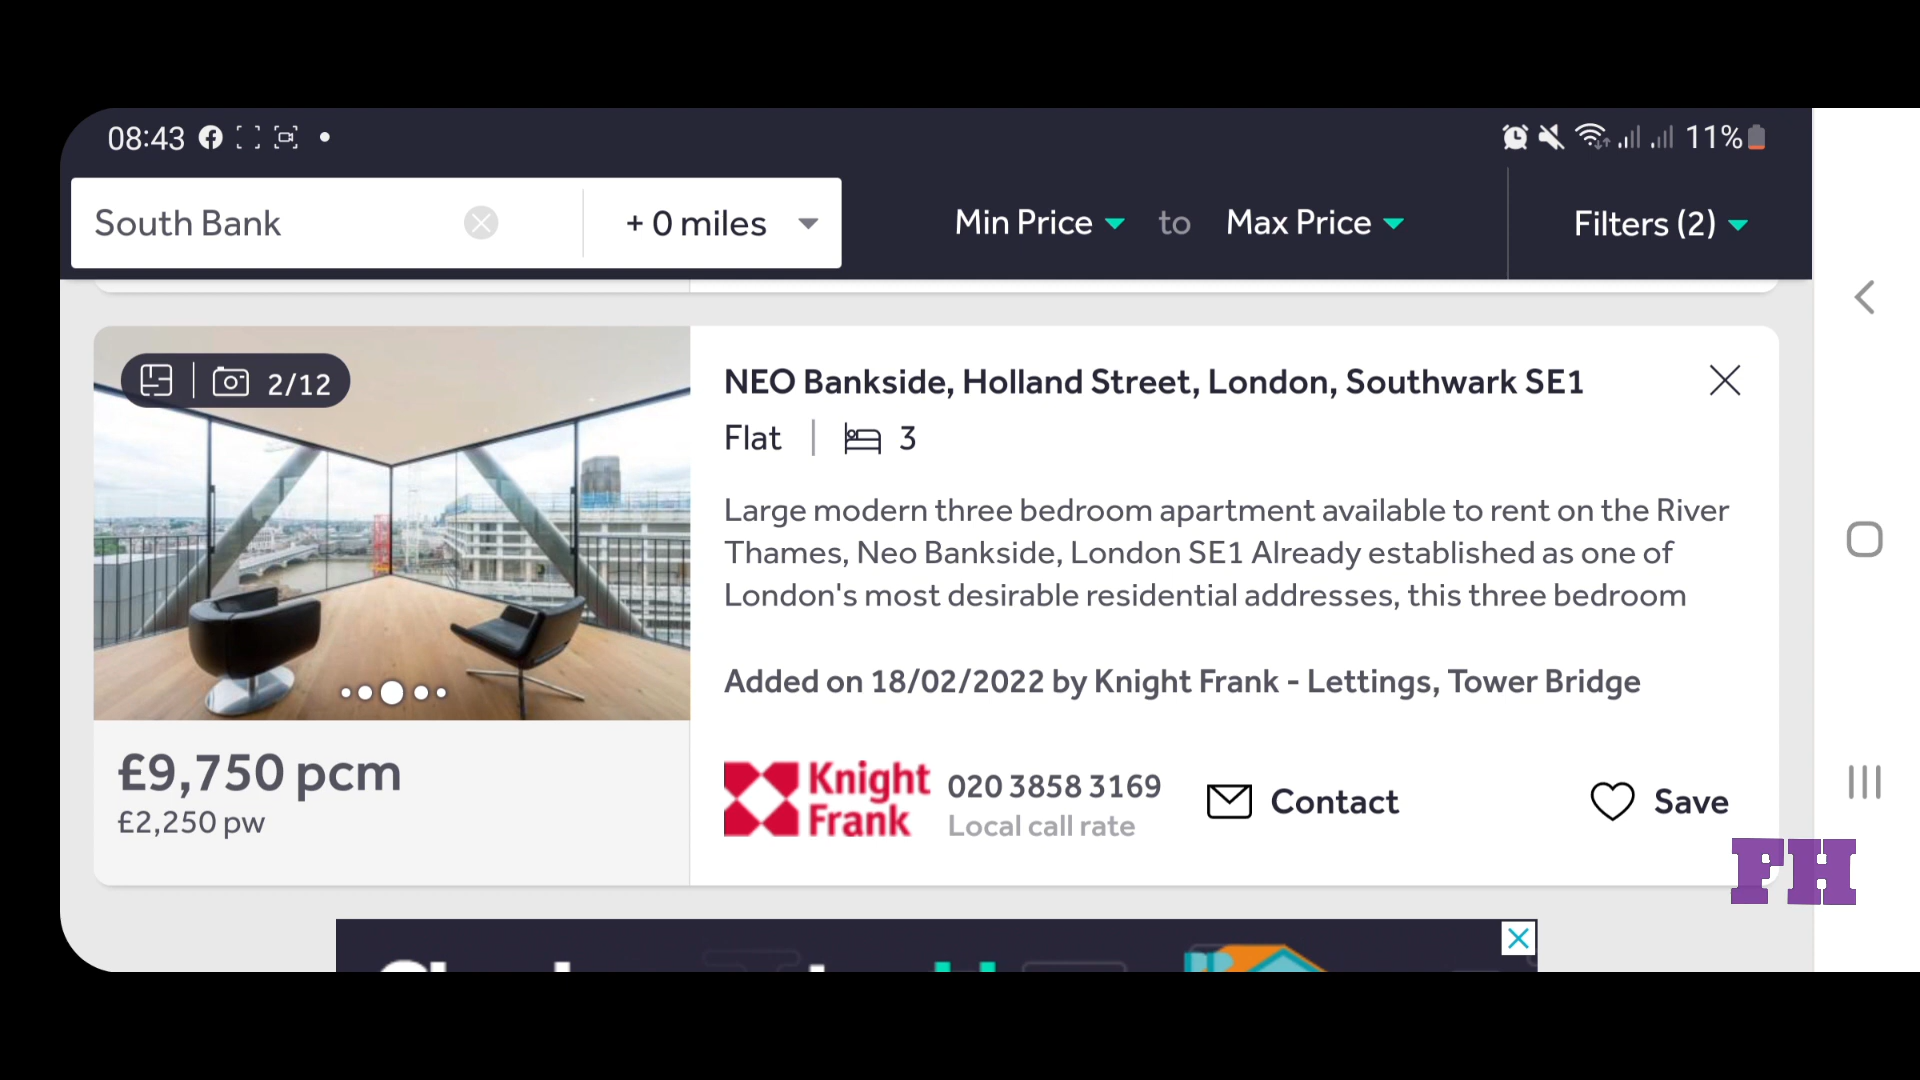 08:43
11%
South Bank
+ 0 miles
Min Price to Max Price
Filters (2)
2/12
NEO Bankside, Holland Street, London, Southwark SE1
Flat | 3
Large modern three bedroom apartment available to rent on the River
Thames, Neo Bankside, London SE1 Already established as one of
London's most desirable residential addresses, this three bedroom
Added on 18/02/2022 by Knight Frank - Lettings, Tower Bridge
£9,750 pcm
£2,250 pw
Knight
Frank
020 3858 3169
Local call rate
Contact
Save
PH